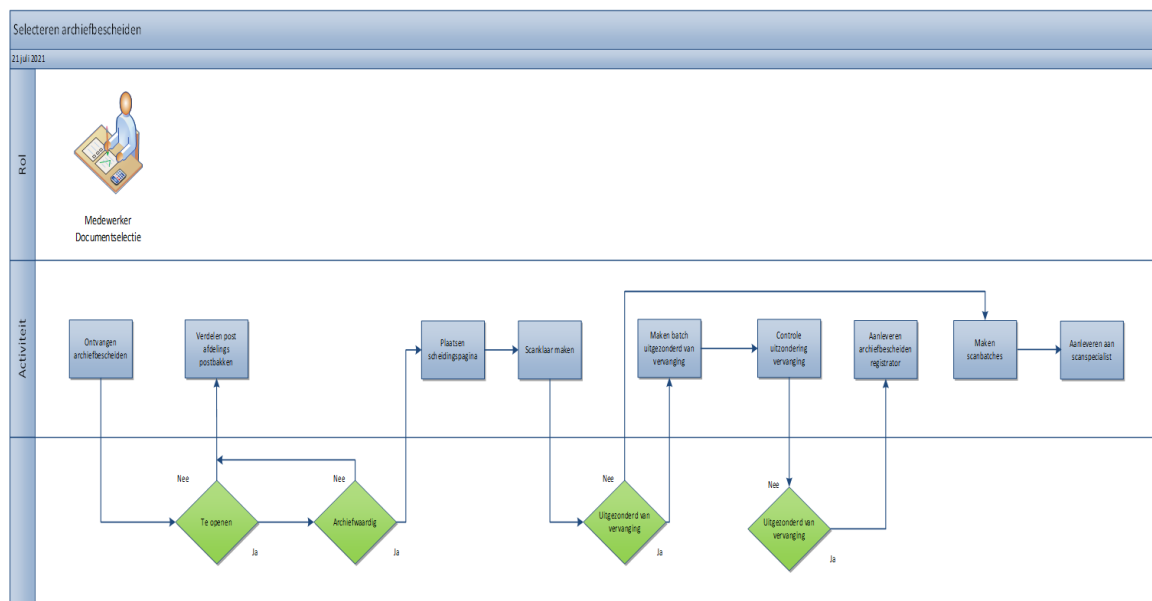 Selecteren archiefbescheiden
21 juli 2021
Rol
Medewerker
Documentselectie
Activiteit
Ontvangen
archiefbescheiden
Verdelen post
afdelings
postbakken
Plaatsen
scheidingspagina
Scanklaar maken
Maken batch
uitgezonderd van
vervanging
Controle
uitzondering
vervanging
Aanleveren
archiefbescheiden
registrator
Maken
scanbatches
Aanleveren aan
scanspecialist
Nee
Te openen
Ja
Nee
Archiefwaardig
Ja
Nee
Uitgezonderd van
vervanging
Ja
Nee
Uitgezonderd van
vervanging
Ja